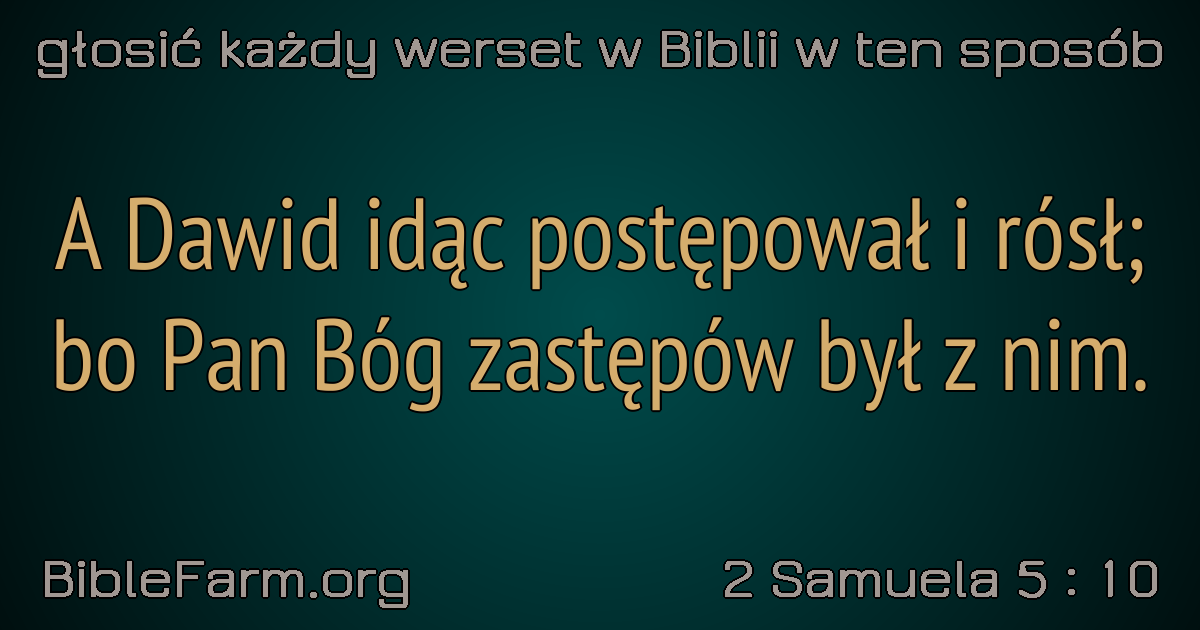 głosić każdy werset w Biblii w ten sposób
A Dawid idąc postępował i rósł;
bo Pan Bóg zastępów był z nim.
BibleFarm.org
2 Samuela 5 : 10